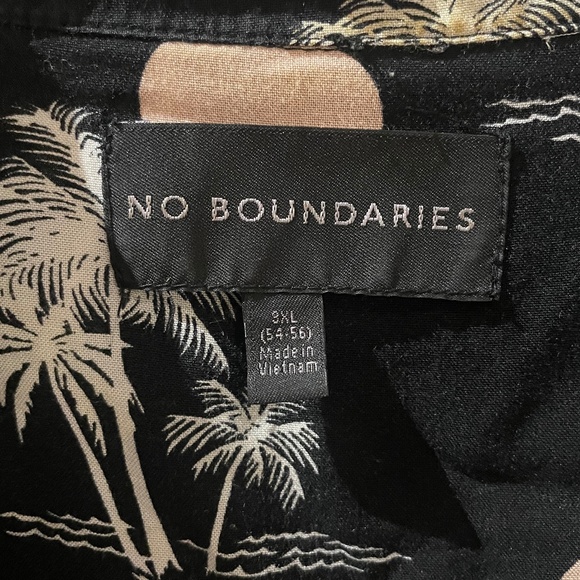 NO BOUNDARIES
3XL
(54-56)
Made in
Vietnam